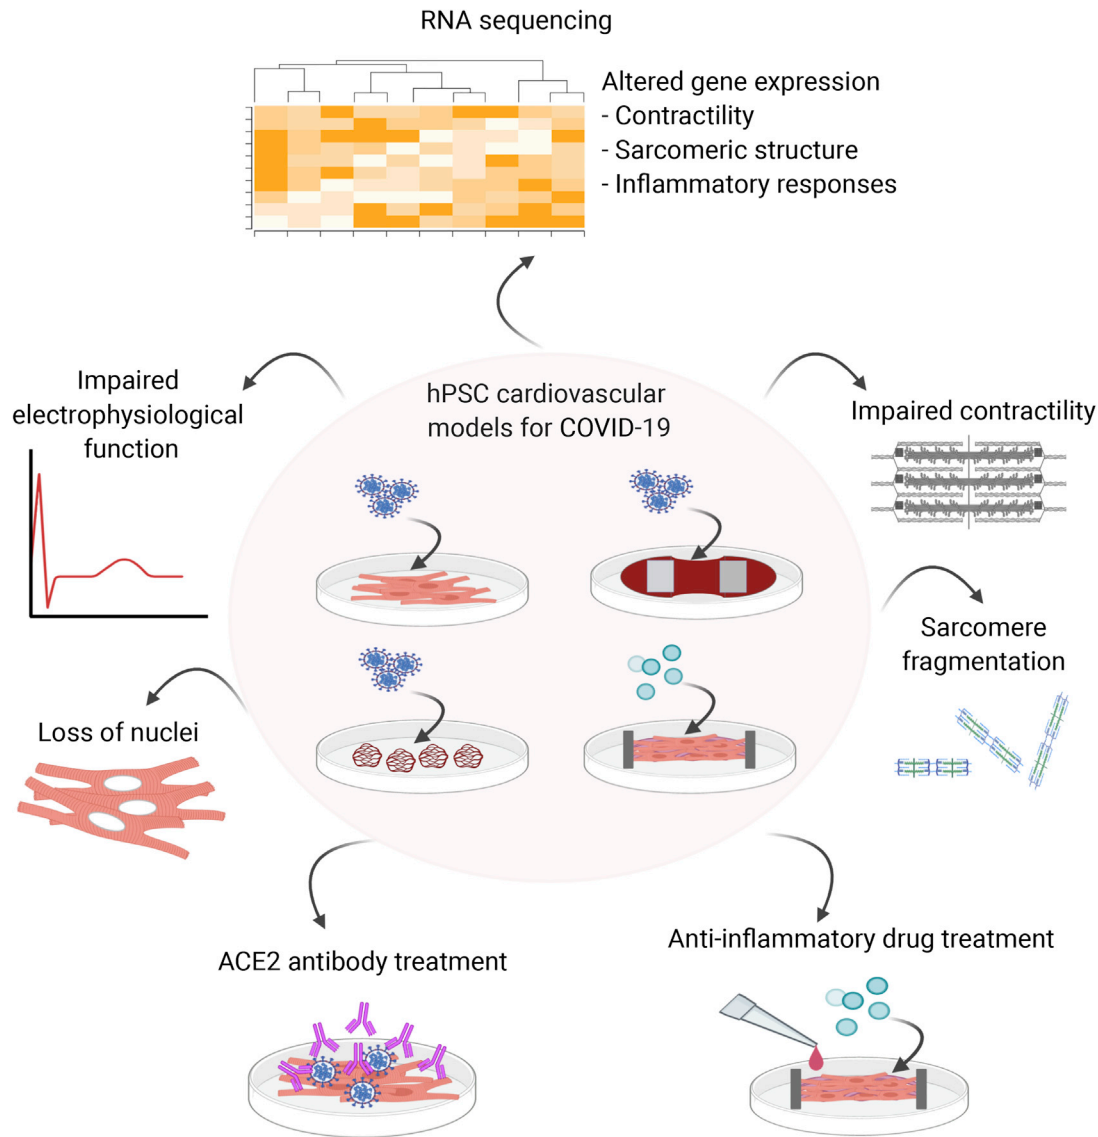 RNA sequencing
Altered gene expression
- Contractility
- Sarcomeric structure
- Inflammatory responses
Impaired
electrophysiological
function
hPSC cardiovascular
models for COVID-19
Impaired contractility
Sarcomere
fragmentation
Loss of nuclei
ACE2 antibody treatment
Anti-inflammatory drug treatment